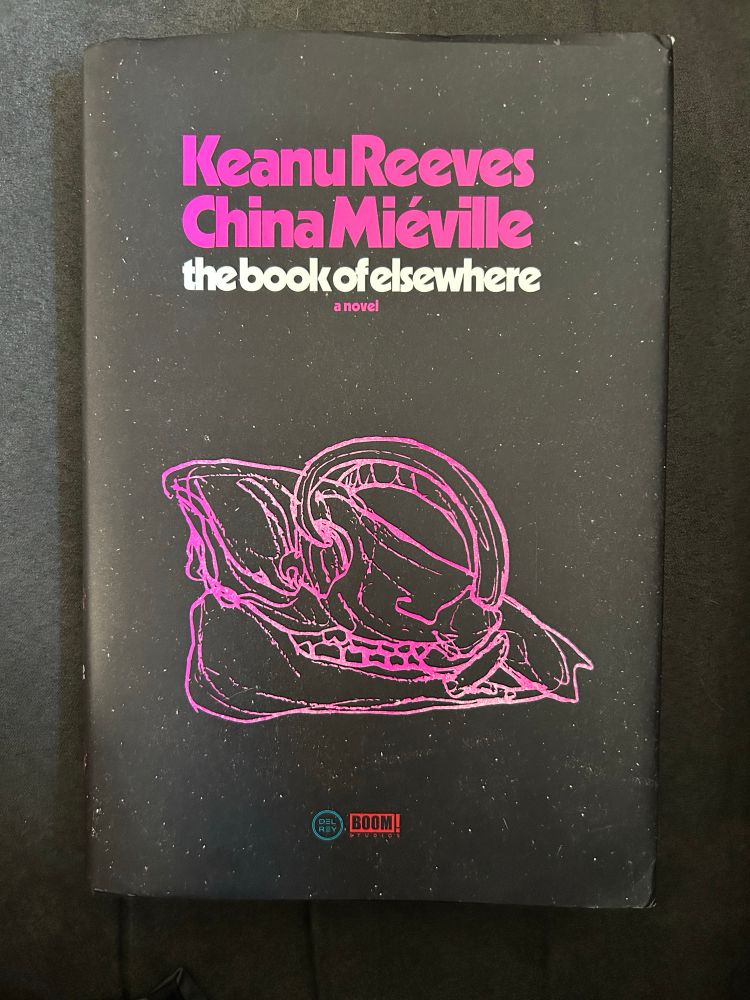 Keanu Reeves
China Miéville
the book of elsewhere
a novel
DEL
REY
BOOM!
STUDIOS